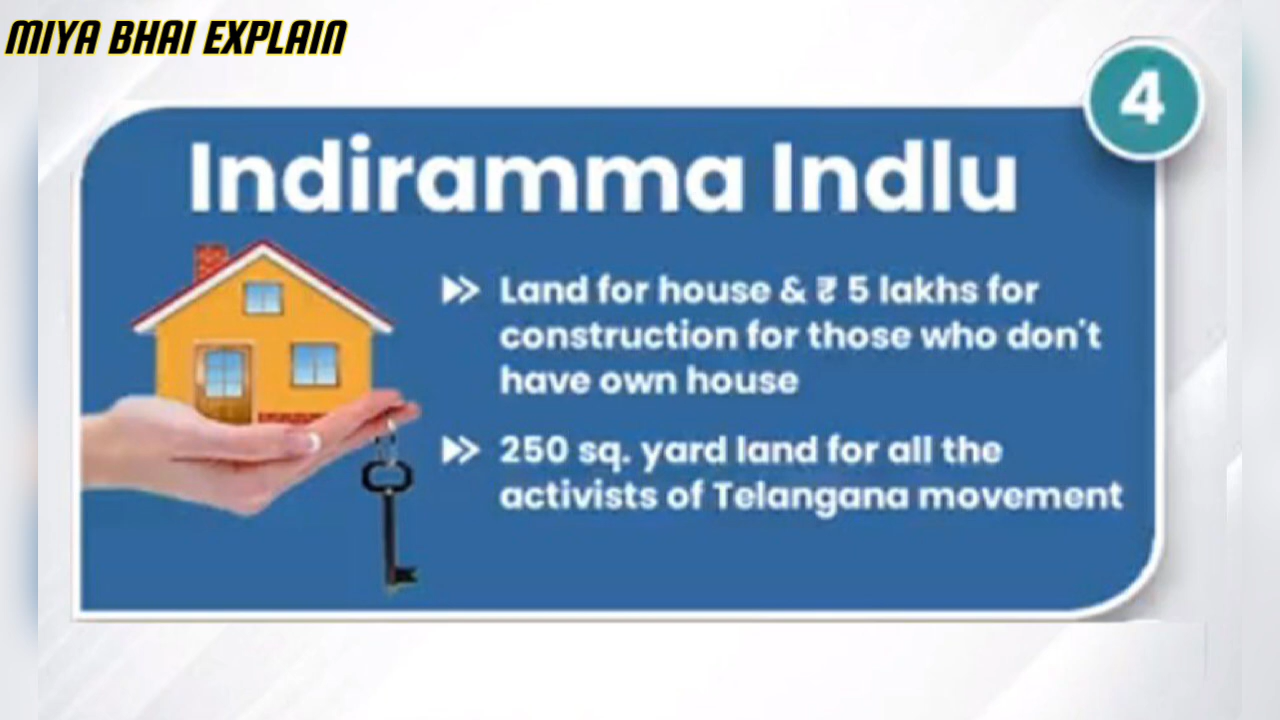 MIYA BHAI EXPLAIN
4
Indiramma Indlu
Land for house & ₹ 5 lakhs for
construction for those who don't
have own house
250 sq. yard land for all the
activists of Telangana movement